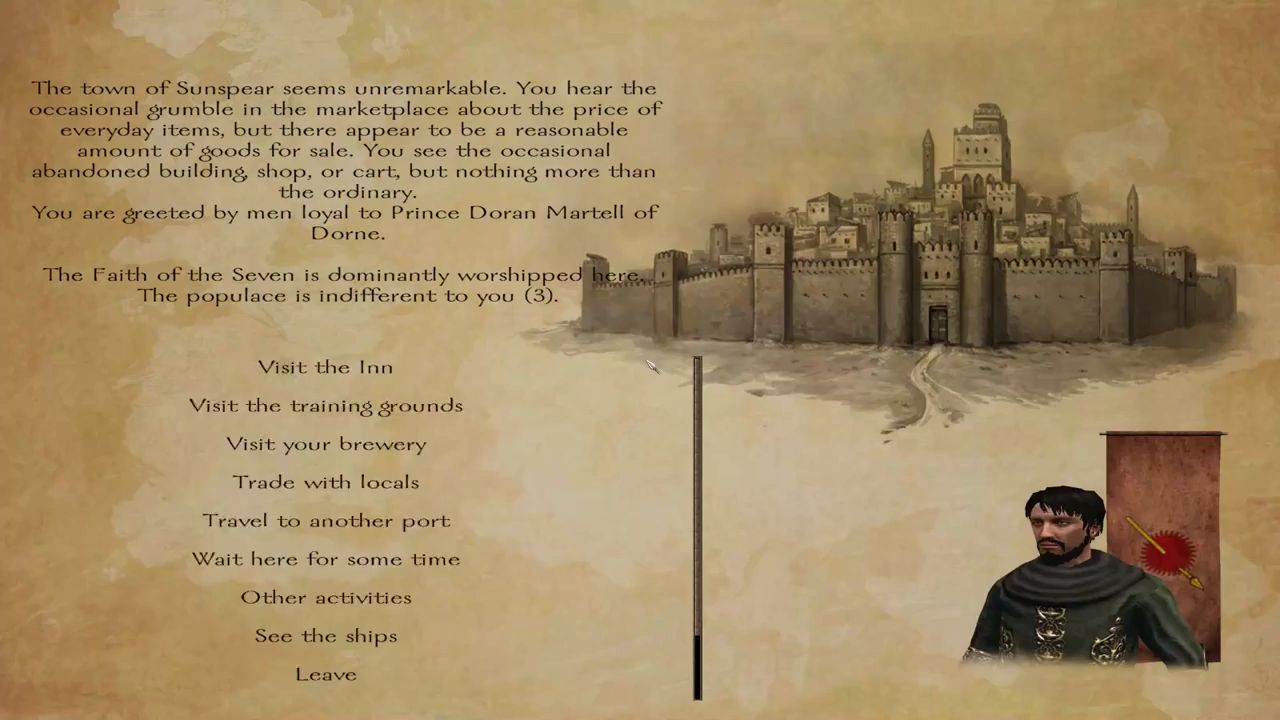 The town of Sunspear seems unremarkable. You hear the
occasional grumble in the marketplace about the price of
everyday items, but there appear to be a reasonable
amount of goods for sale. You see the occasional
abandoned building, shop, or cart, but nothing more than
the ordinary.
You are greeted by men loyal to Prince Doran Martell of
Dorne.
The Faith of the Seven is dominantly worshipped here.
The populace is indifferent to you (3).
Visit the Inn
Visit the training grounds
Visit your brewery
Trade with locals
Travel to another port
Wait here for some time
Other activities
See the ships
Leave